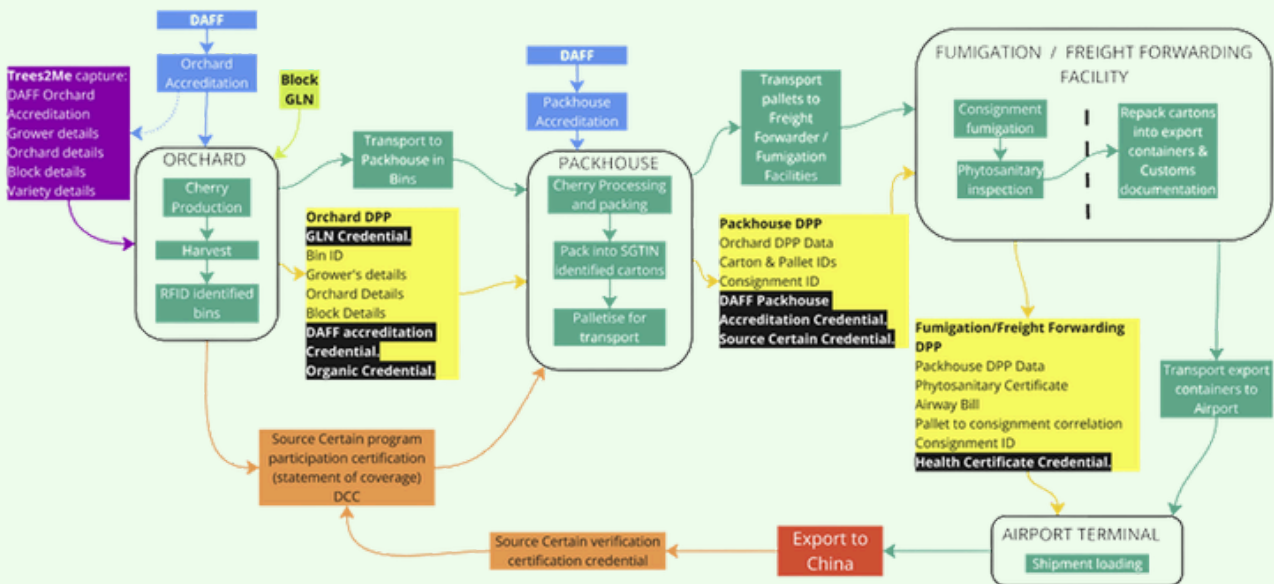 DAFF
Orchard
Accreditation
Trees2Me capture:
DAFF Orchard
Accreditation
Grower details
Orchard details
Block details
Variety details
Block
GLN
ORCHARD
Cherry
Production
Harvest
RFID identified
bins
Transport to
Packhouse in
Bins
Orchard DPP
GLN Credential.
Bin ID
Grower's details
Orchard Details
Block Details
DAFF accreditation
Credential.
Organic Credential.
DAFF
Packhouse
Accreditation
PACKHOUSE
Cherry Processing
and packing
Pack into SGTIN
identified cartons
Palletise for
transport
Transport
pallets to
Freight
Forwarder /
Fumigation
Facilities
Packhouse DPP
Orchard DPP Data
Carton & Pallet IDs
Consignment ID
DAFF Packhouse
Accreditation Credential.
Source Certain Credential.
FUMIGATION / FREIGHT FORWARDING
FACILITY
Consignment
fumigation
Phytosanitary
inspection
Repack cartons
into export
containers &
Customs
documentation
Fumigation/Freight Forwarding
DPP
Packhouse DPP Data
Phytosanitary Certificate
Airway Bill
Pallet to consignment correlation
Consignment ID
Health Certificate Credential.
Transport export
containers to
Airport
AIRPORT TERMINAL
Shipment loading
Export to
China
Source Certain verification
certification credential
Source Certain program
participation certification
(statement of coverage)
DCC